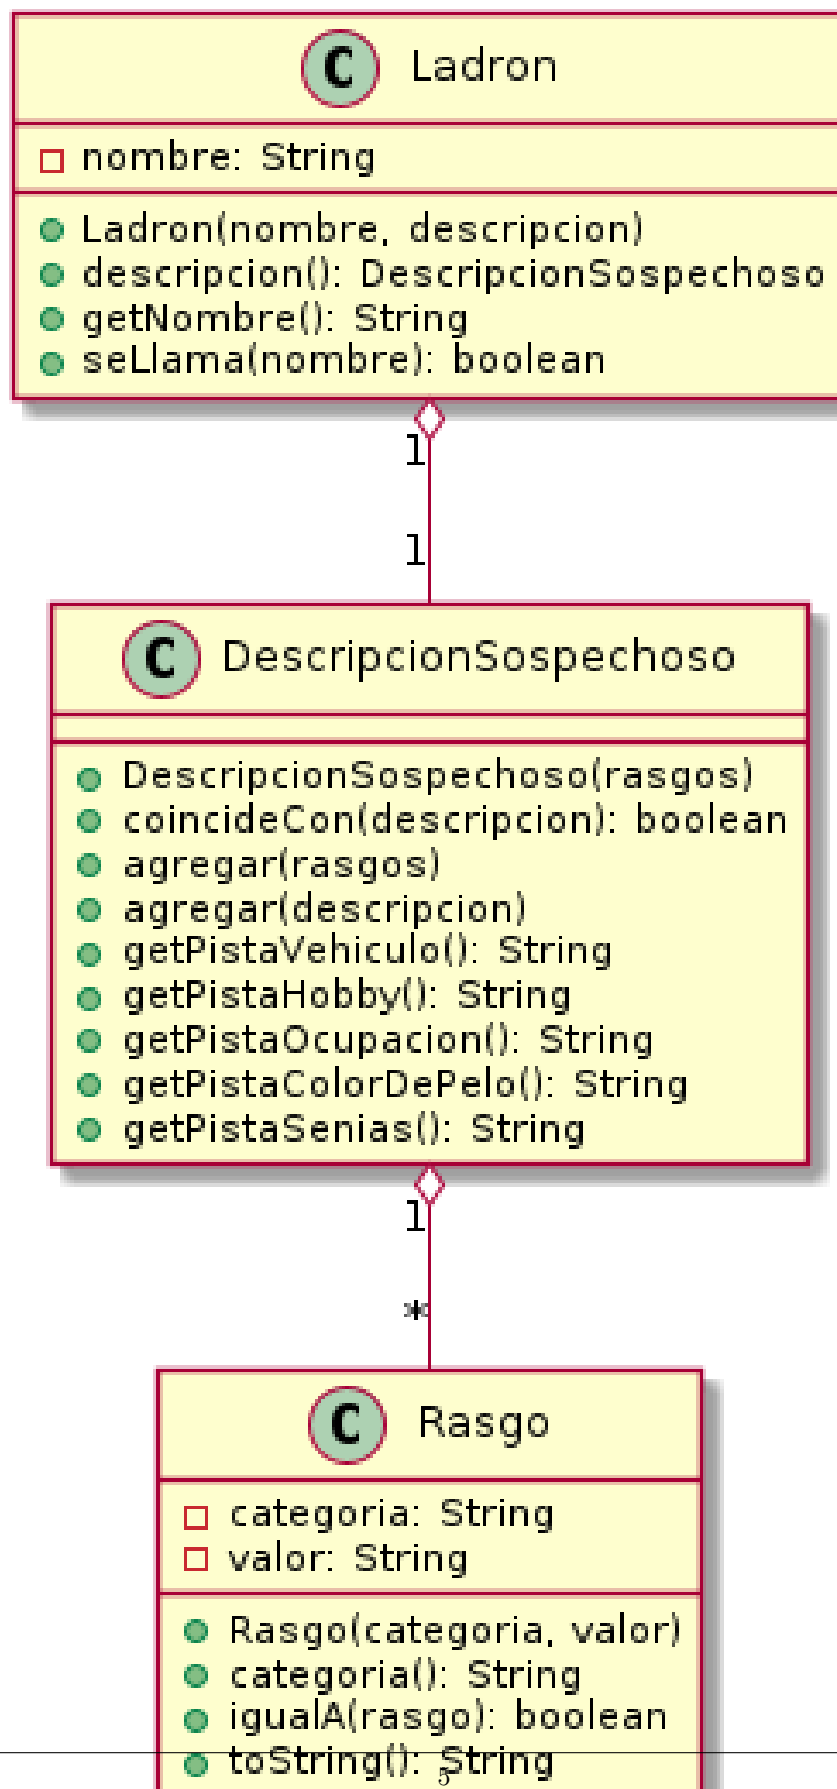 C Ladron
nombre: String
Ladron(nombre, descripcion)
descripcion(): DescripcionSospechoso
getNombre(): String
seLlama(nombre): boolean
1
1
C DescripcionSospechoso
DescripcionSospechoso(rasgos)
coincideCon(descripcion): boolean
agregar(rasgos)
agregar(descripcion)
getPistaVehiculo(): String
getPistaHobby(): String
getPistaOcupacion(): String
getPistaColorDePelo(): String
getPistaSenias(): String
1
*
C Rasgo
categoria: String
valor: String
Rasgo(categoria, valor)
categoria(): String
igualA(rasgo): boolean
toString(): String
5